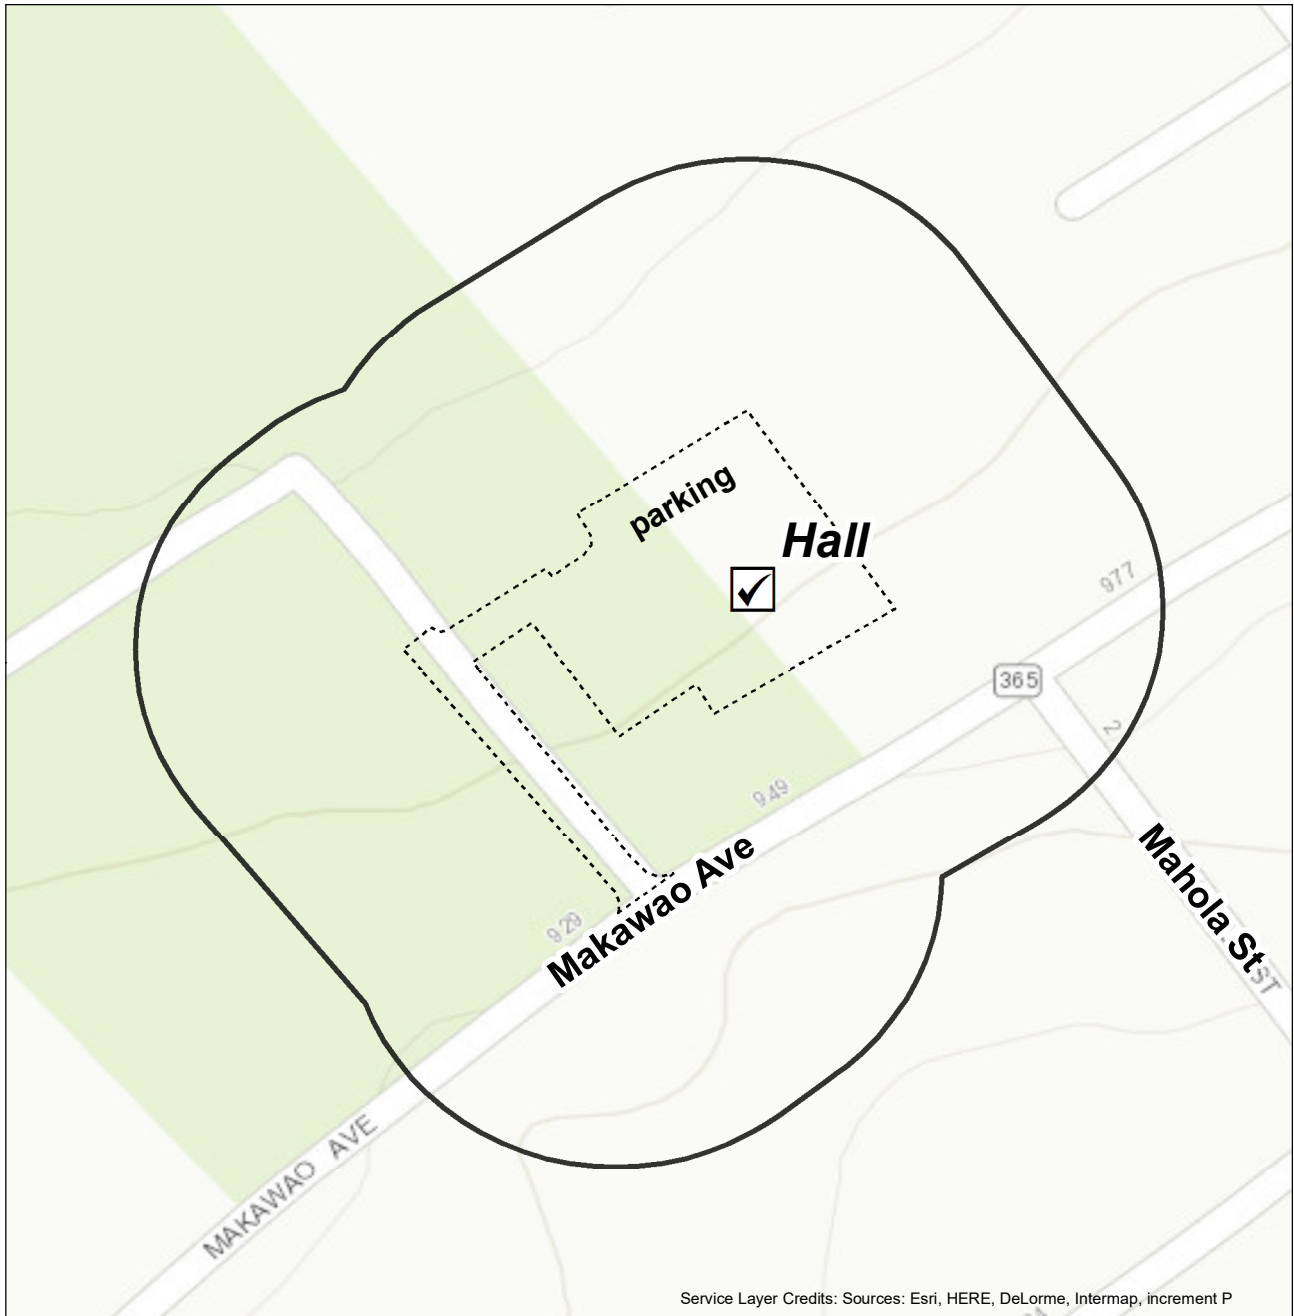 parking
Hall
977
365
2
949
Makawao Ave
Mahola St
ST
929
MAKAWAO AVE
Service Layer Credits: Sources: Esri, HERE, DeLorme, Intermap, increment P